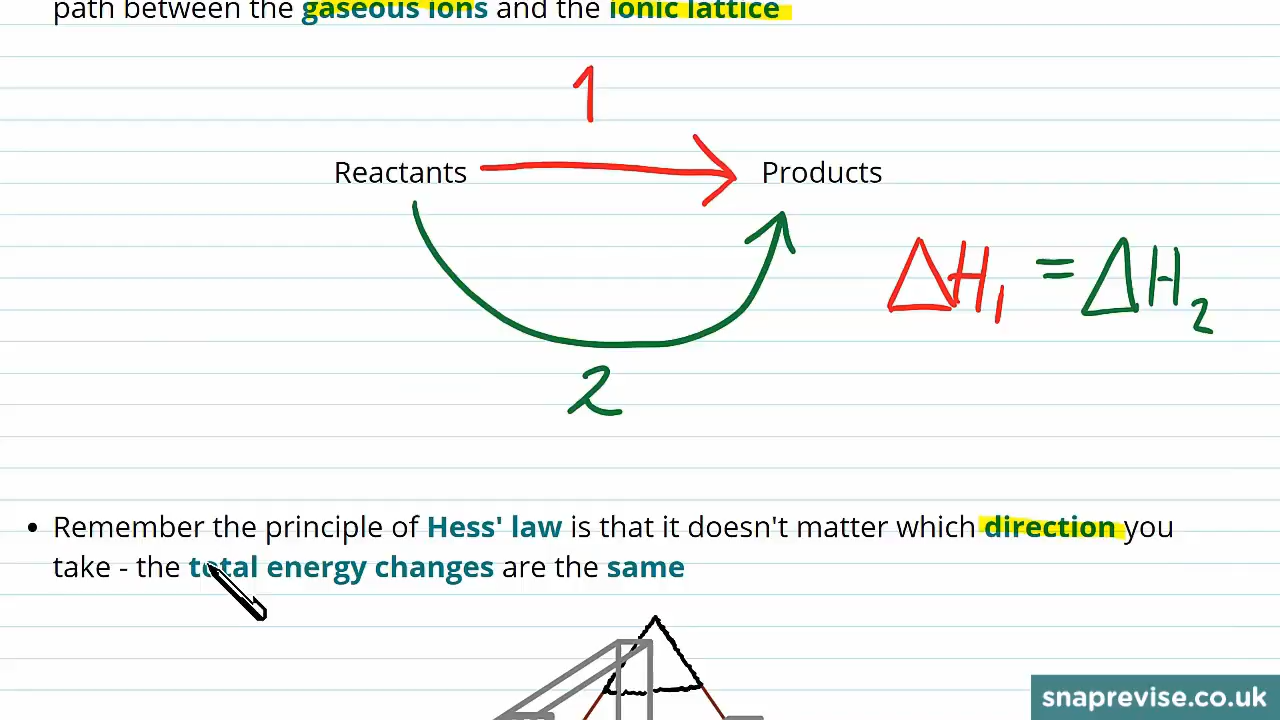 path between the gaseous ions and the ionic lattice
1
Reactants Products
ΔH₁ = ΔH₂
2
• Remember the principle of Hess' law is that it doesn't matter which direction you
take - the total energy changes are the same
snaprevise.co.uk